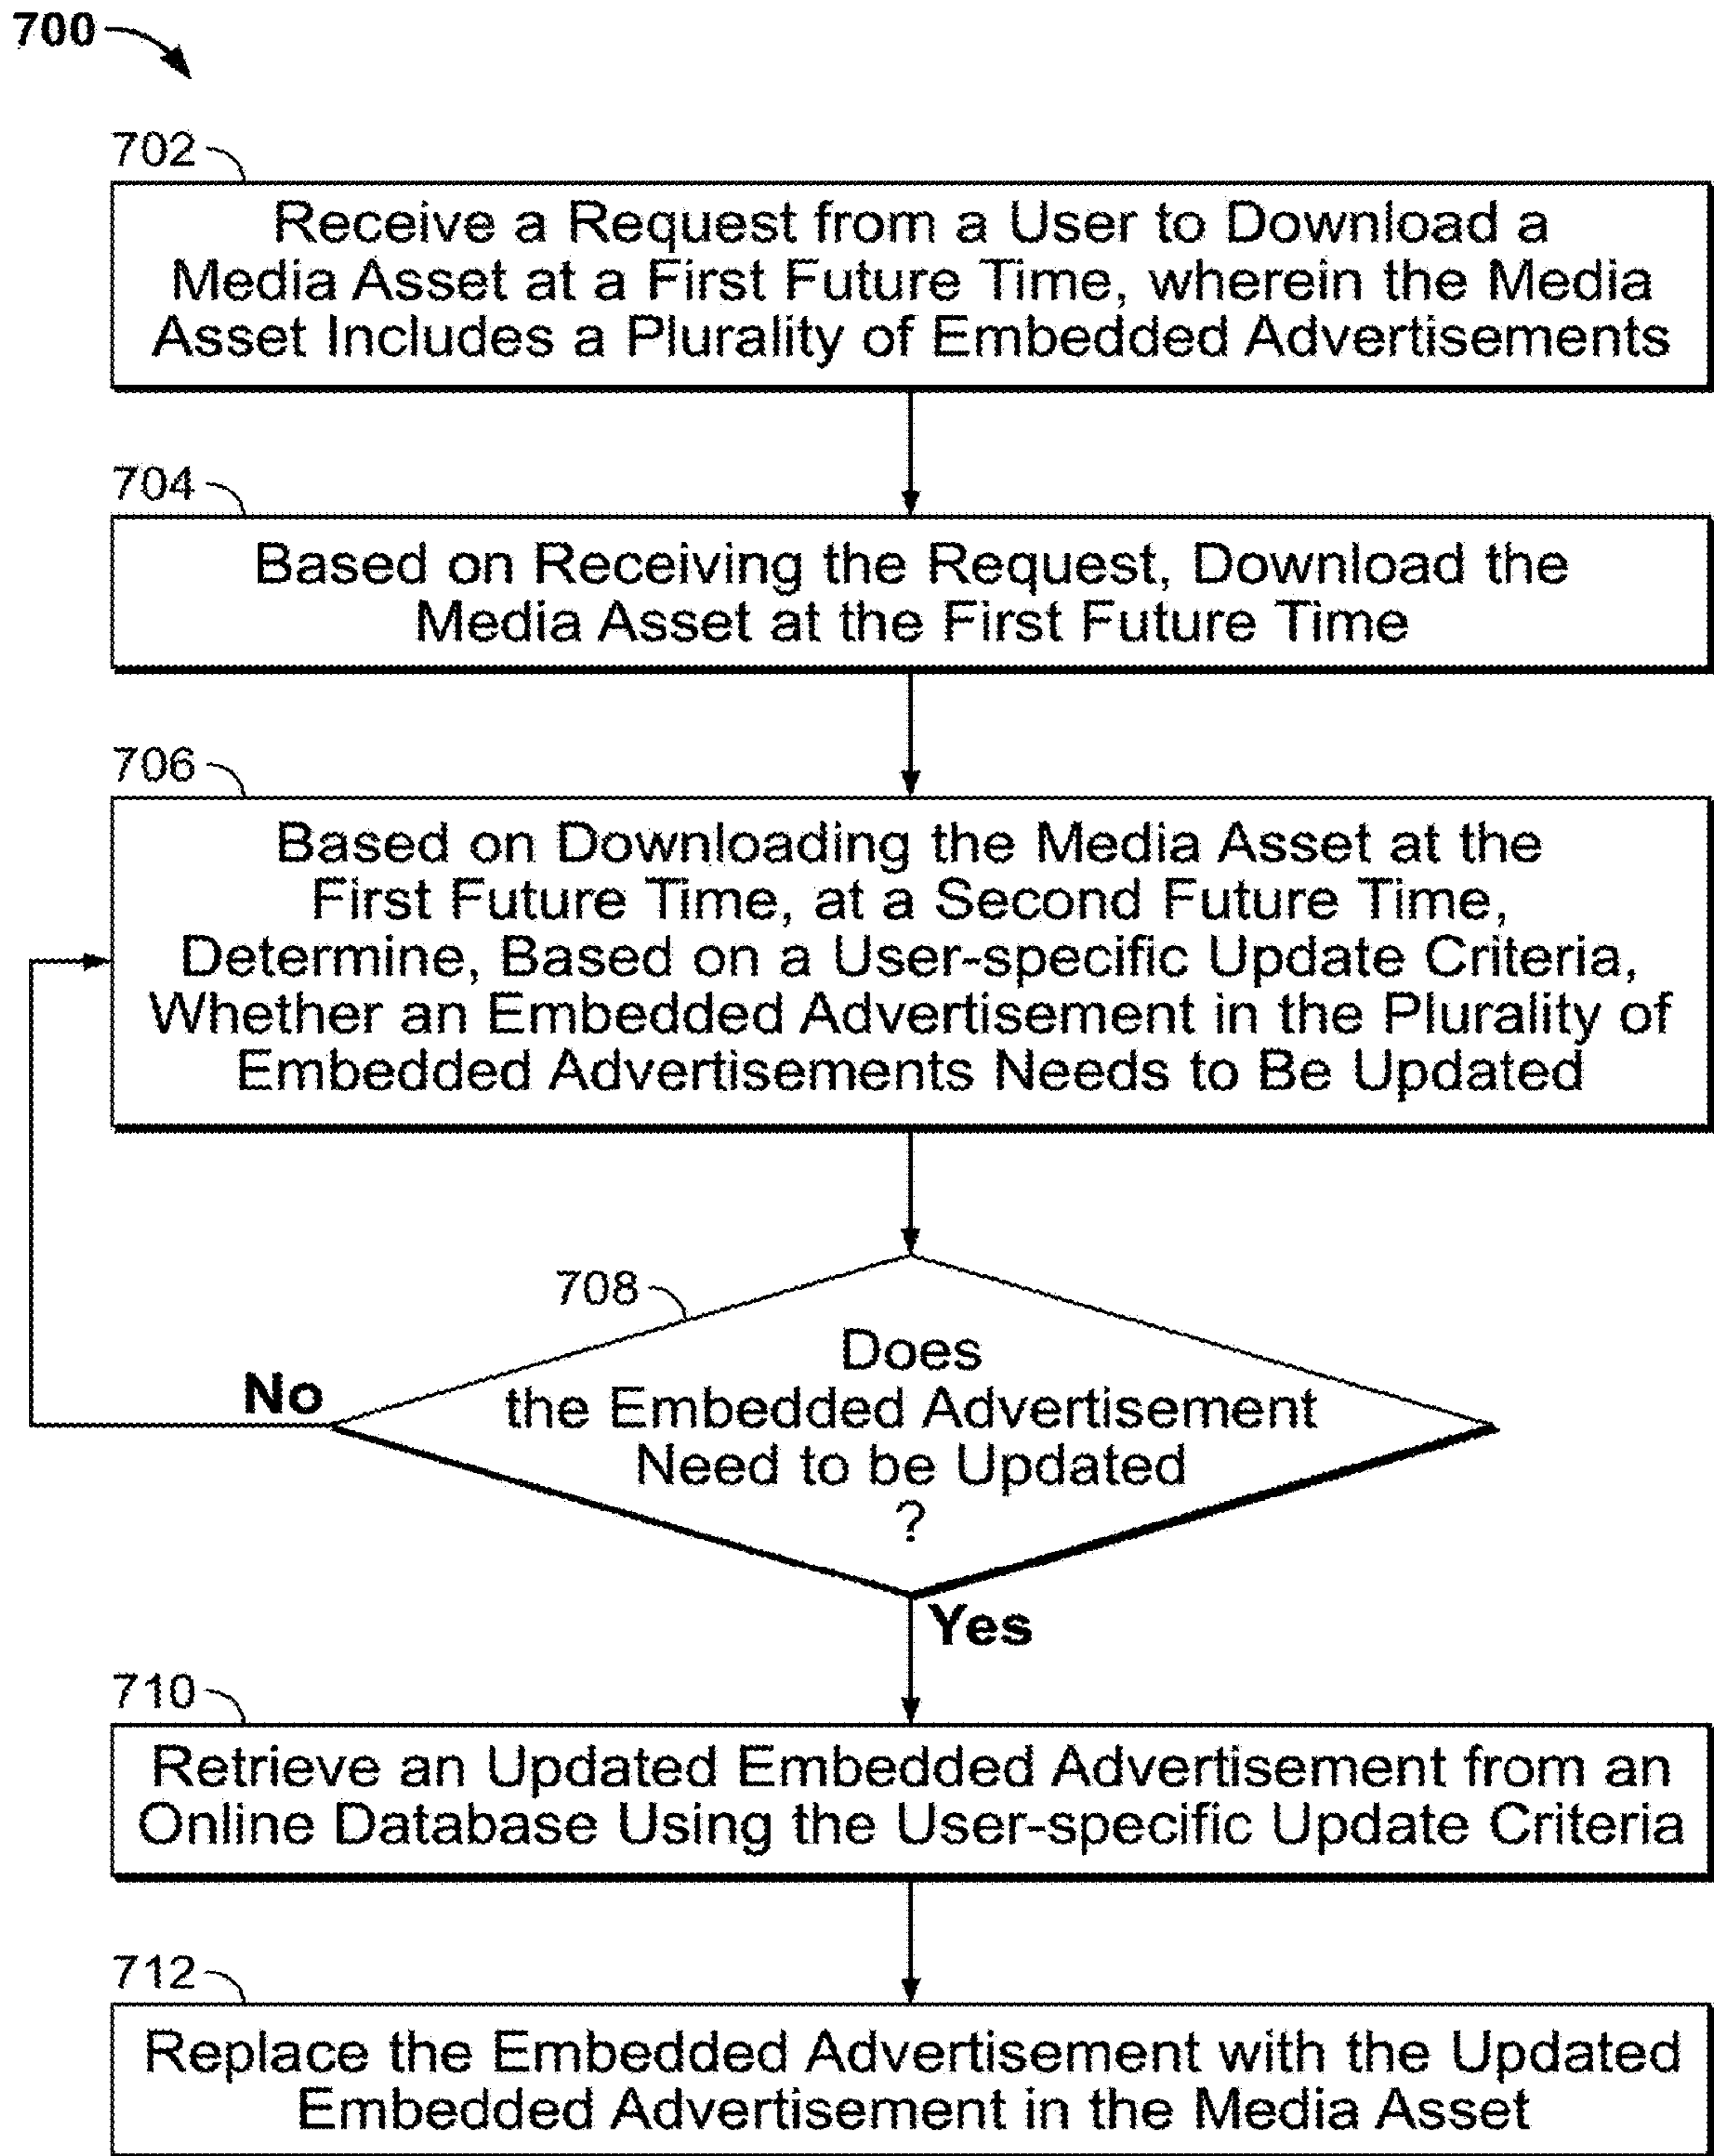 700
702
Receive a Request from a User to Download a
Media Asset at a First Future Time, wherein the Media
Asset Includes a Plurality of Embedded Advertisements
704
Based on Receiving the Request, Download the
Media Asset at the First Future Time
706
Based on Downloading the Media Asset at the
First Future Time, at a Second Future Time,
Determine, Based on a User-specific Update Criteria,
Whether an Embedded Advertisement in the Plurality of
Embedded Advertisements Needs to Be Updated
708
Does
the Embedded Advertisement
Need to be Updated
?
No
Yes
710
Retrieve an Updated Embedded Advertisement from an
Online Database Using the User-specific Update Criteria
712
Replace the Embedded Advertisement with the Updated
Embedded Advertisement in the Media Asset